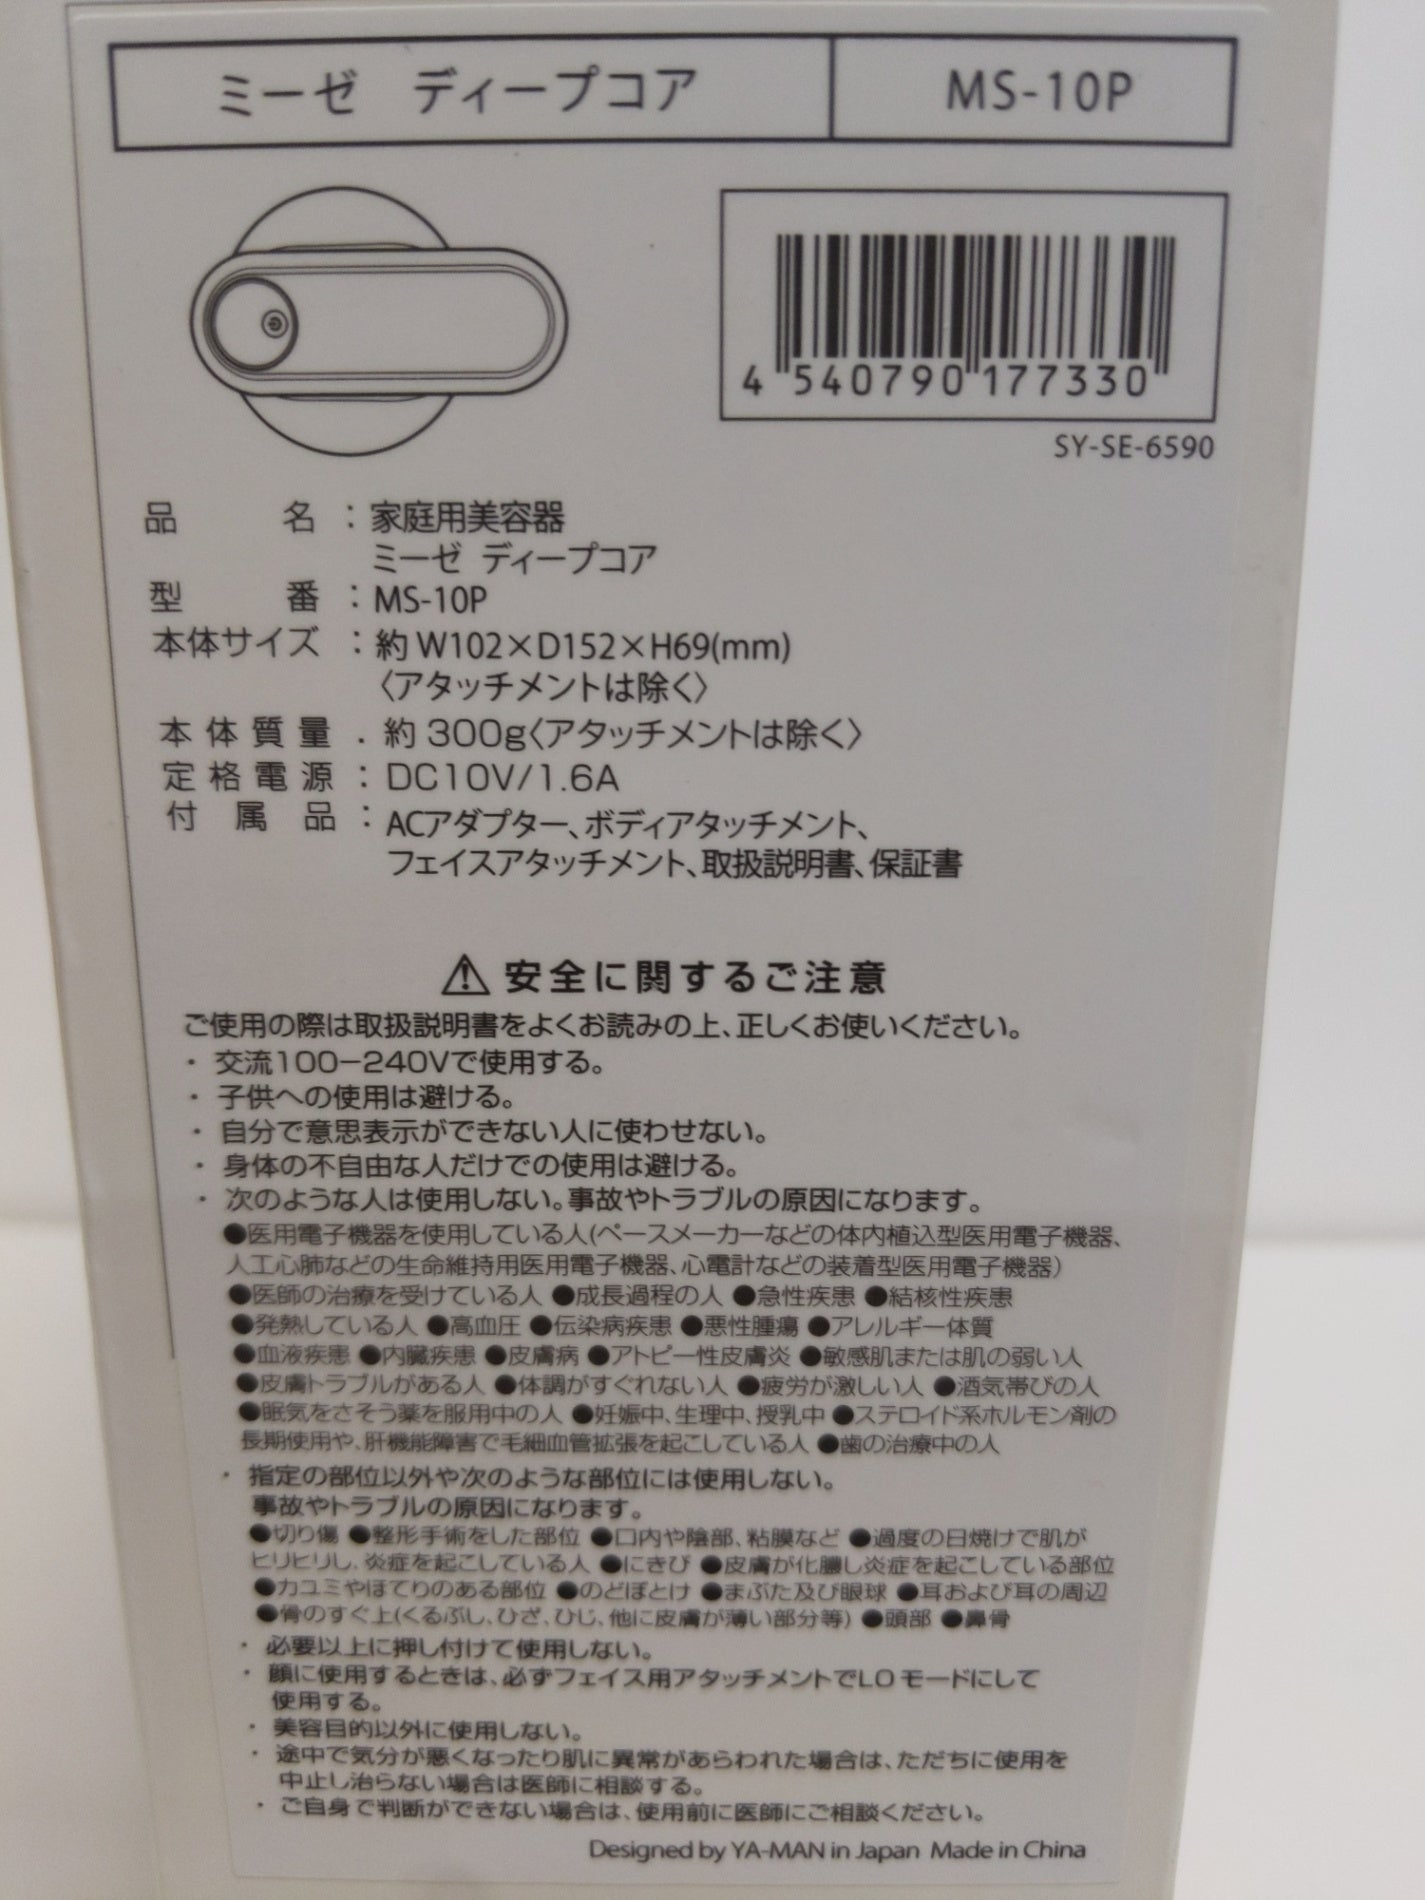 ミーゼ ディープコア MS-10P
4 540790 177330
SY-SE-6590
品名：家庭用美容器
ミーゼ ディープコア
型番：MS-10P
本体サイズ：約W102×D152×H69(mm)
〈アタッチメントは除く〉
本体質量．約300g〈アタッチメントは除く〉
定格電源：DC10V/1.6A
付属品：ACアダプター、ボディアタッチメント、
フェイスアタッチメント、取扱説明書、保証書
⚠安全に関するご注意
ご使用の際は取扱説明書をよくお読みの上、正しくお使いください。
・交流100−240Vで使用する。
・子供への使用は避ける。
・自分で意思表示ができない人に使わせない。
・身体の不自由な人だけでの使用は避ける。
・次のような人は使用しない。事故やトラブルの原因になります。
●医用電子機器を使用している人(ペースメーカーなどの体内植込型医用電子機器、
人工心肺などの生命維持用医用電子機器、心電計などの装着型医用電子機器)
●医師の治療を受けている人 ●成長過程の人 ●急性疾患 ●結核性疾患
●発熱している人 ●高血圧 ●伝染病疾患 ●悪性腫瘍 ●アレルギー体質
●血液疾患 ●内臓疾患 ●皮膚病 ●アトピー性皮膚炎 ●敏感肌または肌の弱い人
●皮膚トラブルがある人 ●体調がすぐれない人 ●疲労が激しい人 ●酒気帯びの人
●眠気をさそう薬を服用中の人 ●妊娠中、生理中、授乳中 ●ステロイド系ホルモン剤の
長期使用や、肝機能障害で毛細血管拡張を起こしている人 ●歯の治療中の人
・指定の部位以外や次のような部位には使用しない。
事故やトラブルの原因になります。
●切り傷 ●整形手術をした部位 ●口内や陰部、粘膜など ●過度の日焼けで肌が
ヒリヒリし、炎症を起こしている人 ●にきび ●皮膚が化膿し炎症を起こしている部位
●カユミやほてりのある部位 ●のどぼとけ ●まぶた及び眼球 ●耳および耳の周辺
●骨のすぐ上(くるぶし、ひざ、ひじ、他に皮膚が薄い部分等) ●頭部 ●鼻骨
・必要以上に押し付けて使用しない。
・顔に使用するときは、必ずフェイス用アタッチメントでLOモードにして
使用する。
・美容目的以外に使用しない。
・途中で気分が悪くなったり肌に異常があらわれた場合は、ただちに使用を
中止し治らない場合は医師に相談する。
・ご自身で判断ができない場合は、使用前に医師にご相談ください。
Designed by YA-MAN in Japan Made in China